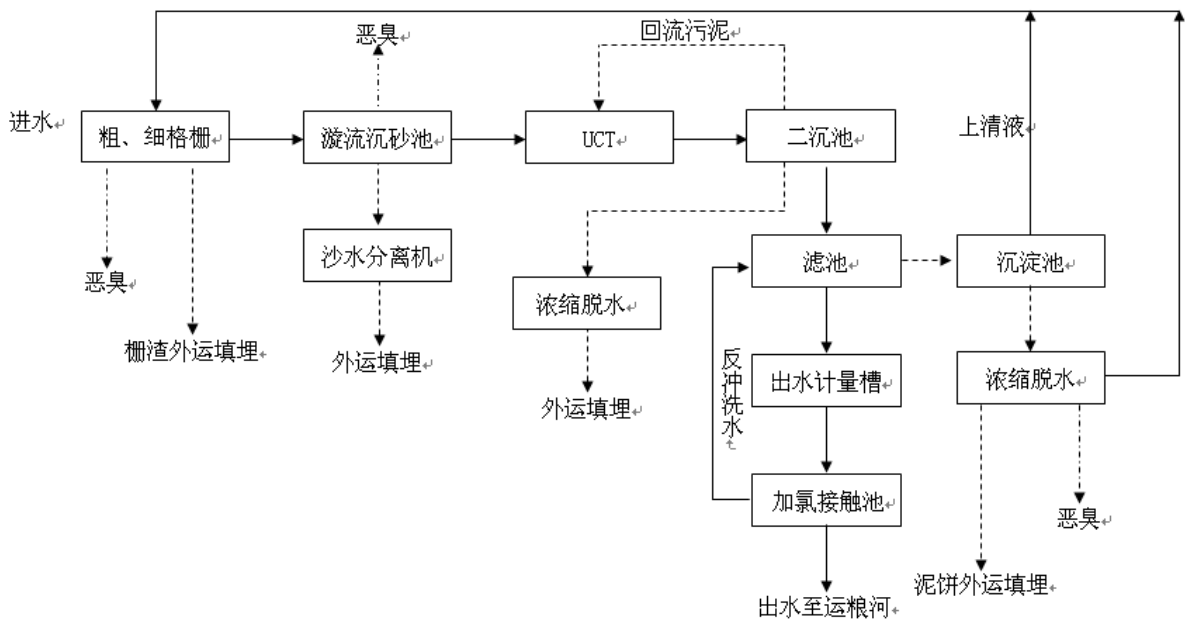 恶臭
回流污泥
进水
粗、细格栅
漩流沉砂池
UCT
二沉池
上清液
沙水分离机
滤池
沉淀池
恶臭
浓缩脱水
栅渣外运填埋
外运填埋
反冲洗水
出水计量槽
浓缩脱水
外运填埋
加氯接触池
恶臭
泥饼外运填埋
出水至运粮河